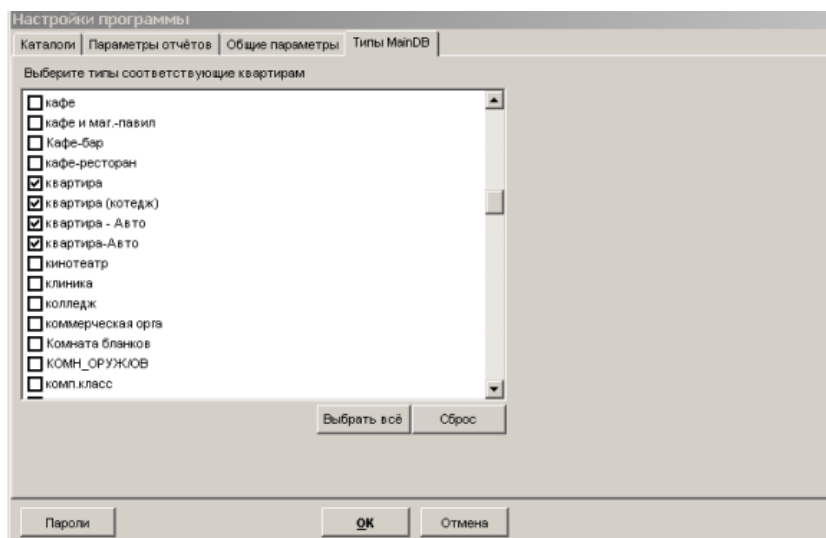 Настройки программы
Каталоги Параметры отчётов Общие параметры Типы MainDB
Выберите типы соответствующие квартирам
кафе
кафе и маг.-павил
Кафе-бар
кафе-ресторан
квартира
квартира (котедж)
квартира - Авто
квартира-Авто
кинотеатр
клиника
колледж
коммерческая орга
Комната бланков
КОМН_ОРУЖ/ОВ
комп.класс
Выбрать всё Сброс
Пароли OK Отмена